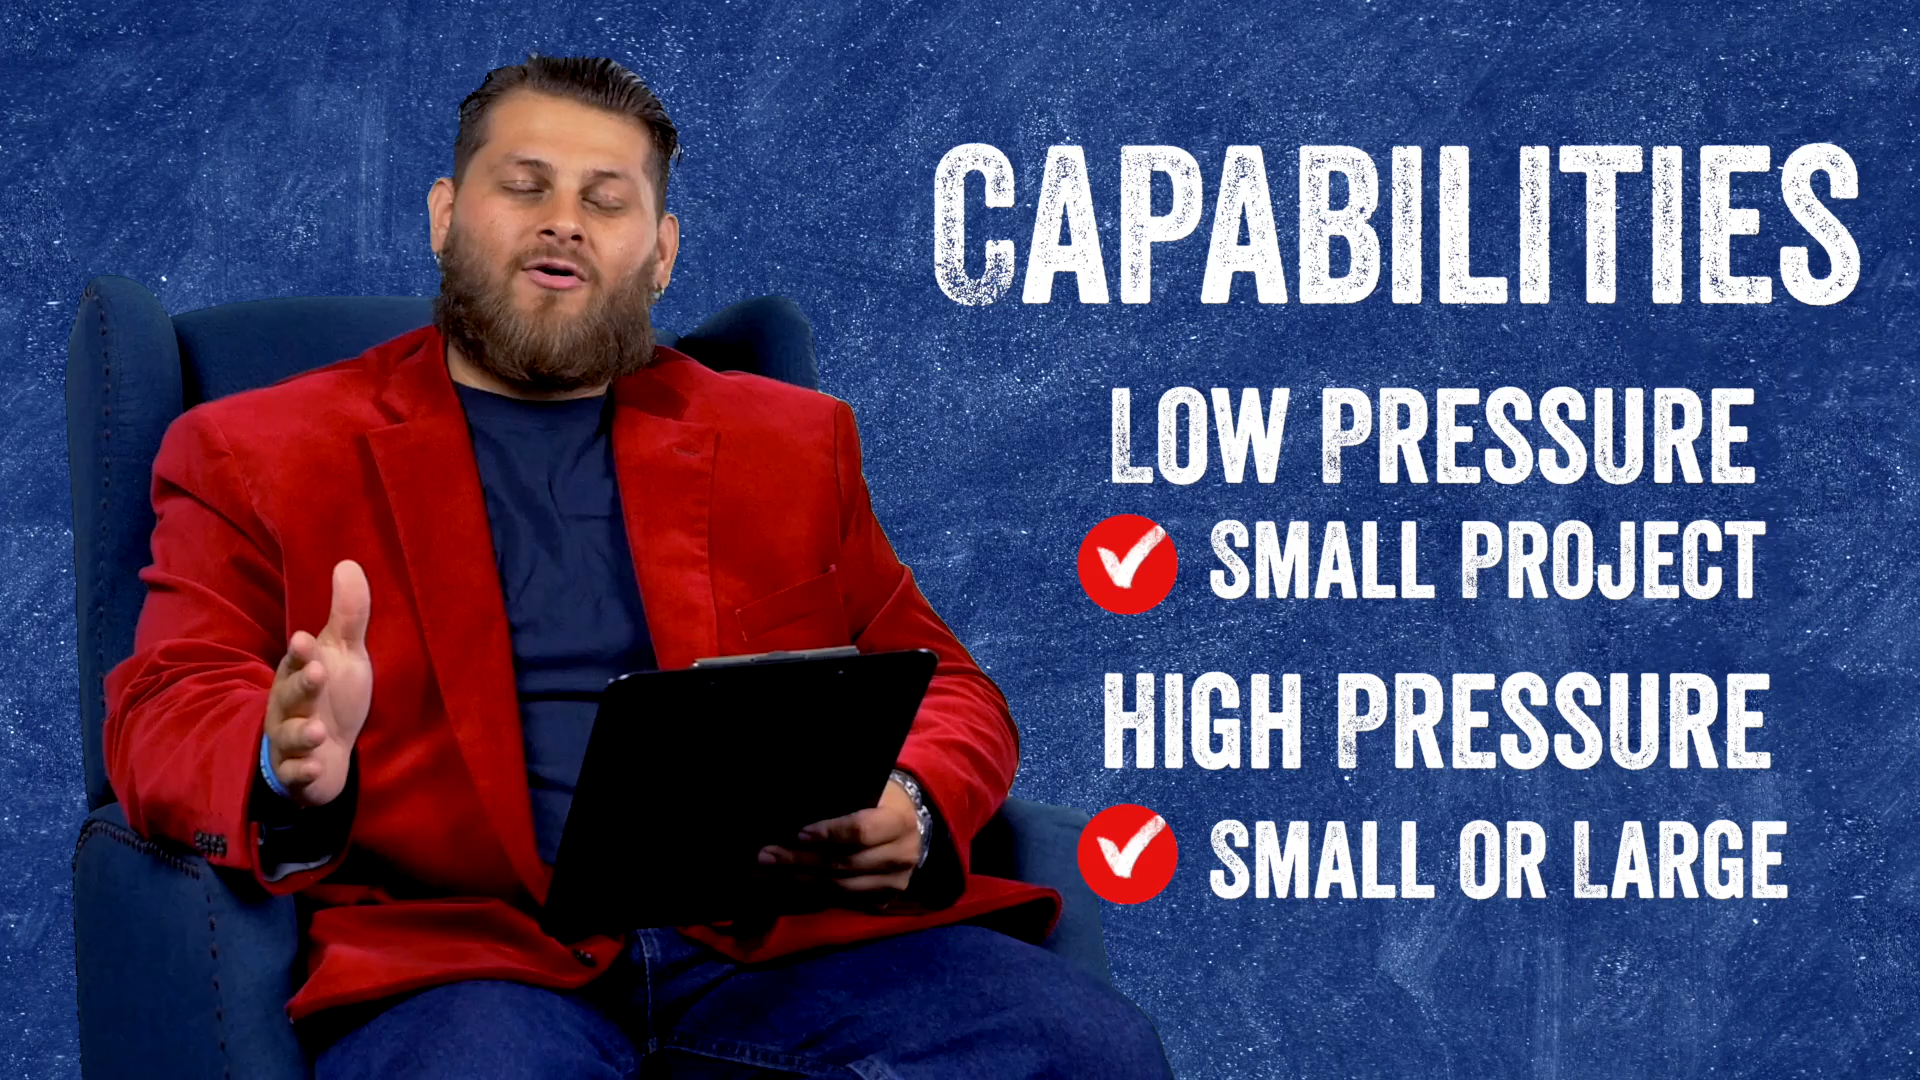 CAPABILITIES
LOW PRESSURE
SMALL PROJECT
HIGH PRESSURE
SMALL OR LARGE